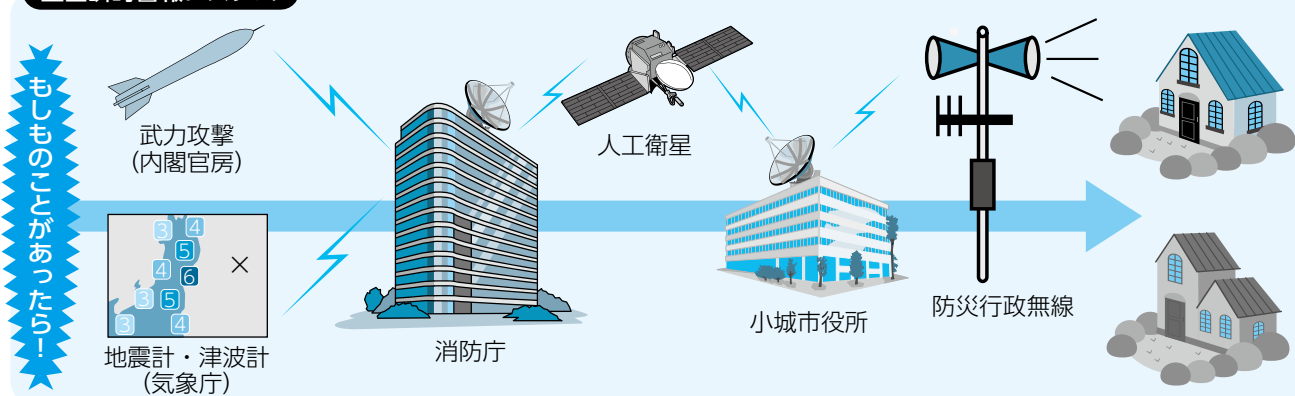 もしものことがあったら!
武力攻撃
(内閣官房)
3
4
5
4
6
3
5
3
4
地震計・津波計
(気象庁)
消防庁
人工衛星
小城市役所
防災行政無線